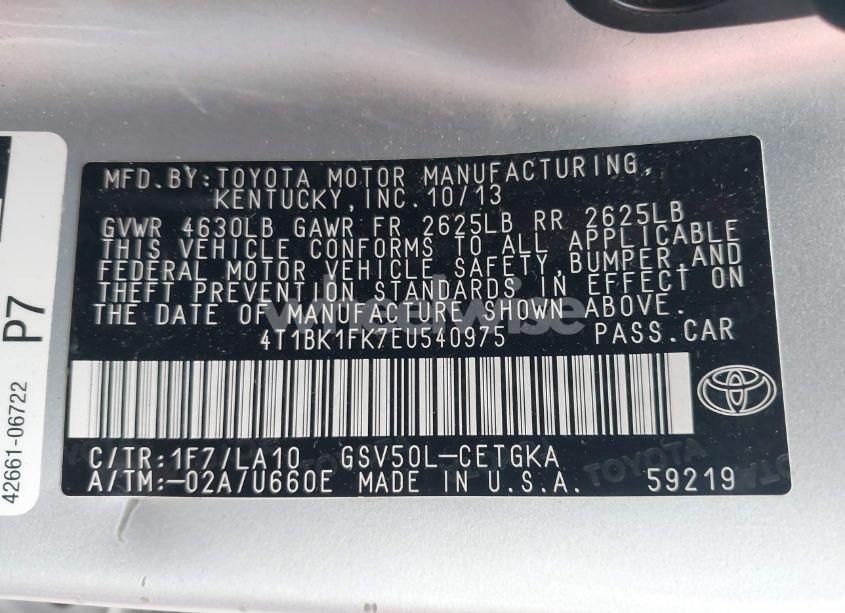 MFD.BY:TOYOTA MOTOR MANUFACTURING,
KENTUCKY,INC.10/13
GVWR 4630LB GAWR FR 2625LB RR 2625LB
THIS VEHICLE CONFORMS TO ALL APPLICABLE
FEDERAL MOTOR VEHICLE SAFETY,BUMPER,AND
THEFT PREVENTION STANDARDS IN EFFECT ON
THE DATE OF MANUFACTURE SHOWN ABOVE.
4T1BK1FK7EU540975 PASS.CAR
C/TR:1F7/LA10 GSV50L-CETGKA
A/TM:-02A/U660E MADE IN U.S.A. 59219
P7
42661-06722
wheelwise
TOYOTA